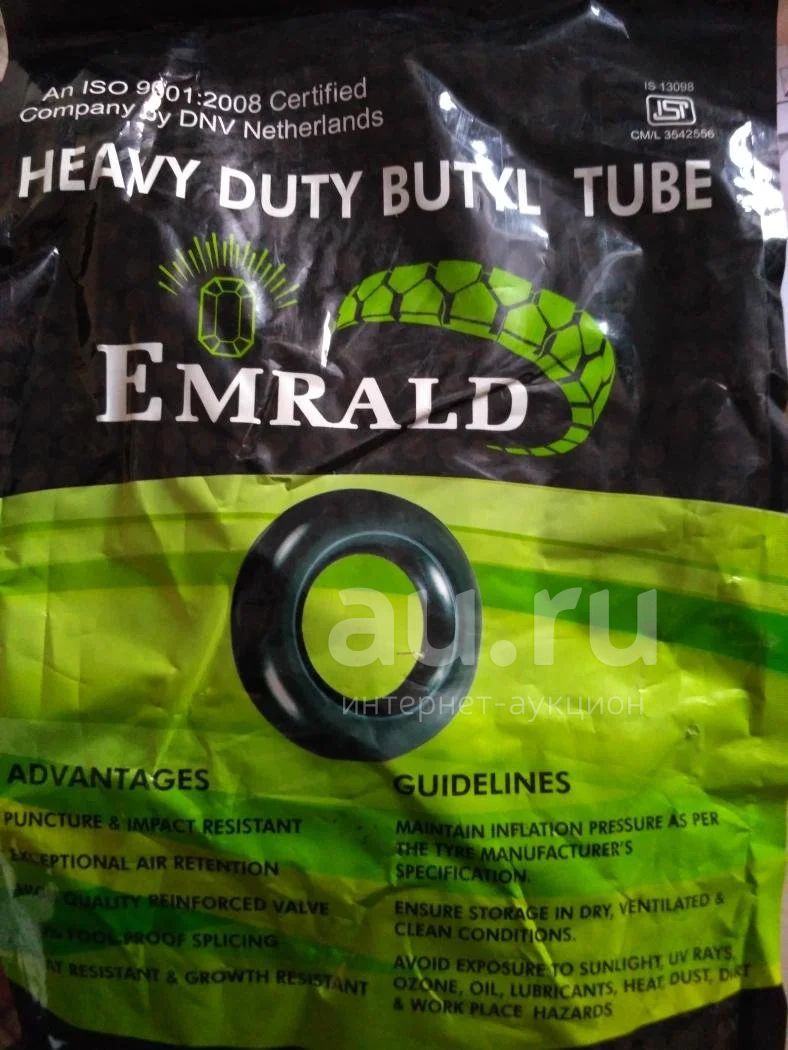 An ISO 9001:2008 Certified
Company by DNV Netherlands
IS 13098
ISI
CM/L 3542556
HEAVY DUTY BUTYL TUBE
EMRALD
au.ru
интернет-аукцион
ADVANTAGES
PUNCTURE & IMPACT RESISTANT
EXCEPTIONAL AIR RETENTION
QUALITY REINFORCED VALVE
FOOL PROOF SPLICING
RESISTANT & GROWTH RESISTANT
GUIDELINES
MAINTAIN INFLATION PRESSURE AS PER
THE TYRE MANUFACTURER'S
SPECIFICATION.
ENSURE STORAGE IN DRY, VENTILATED &
CLEAN CONDITIONS.
AVOID EXPOSURE TO SUNLIGHT, UV RAYS,
OZONE, OIL, LUBRICANTS, HEAT, DUST, DIRT
& WORK PLACE HAZARDS